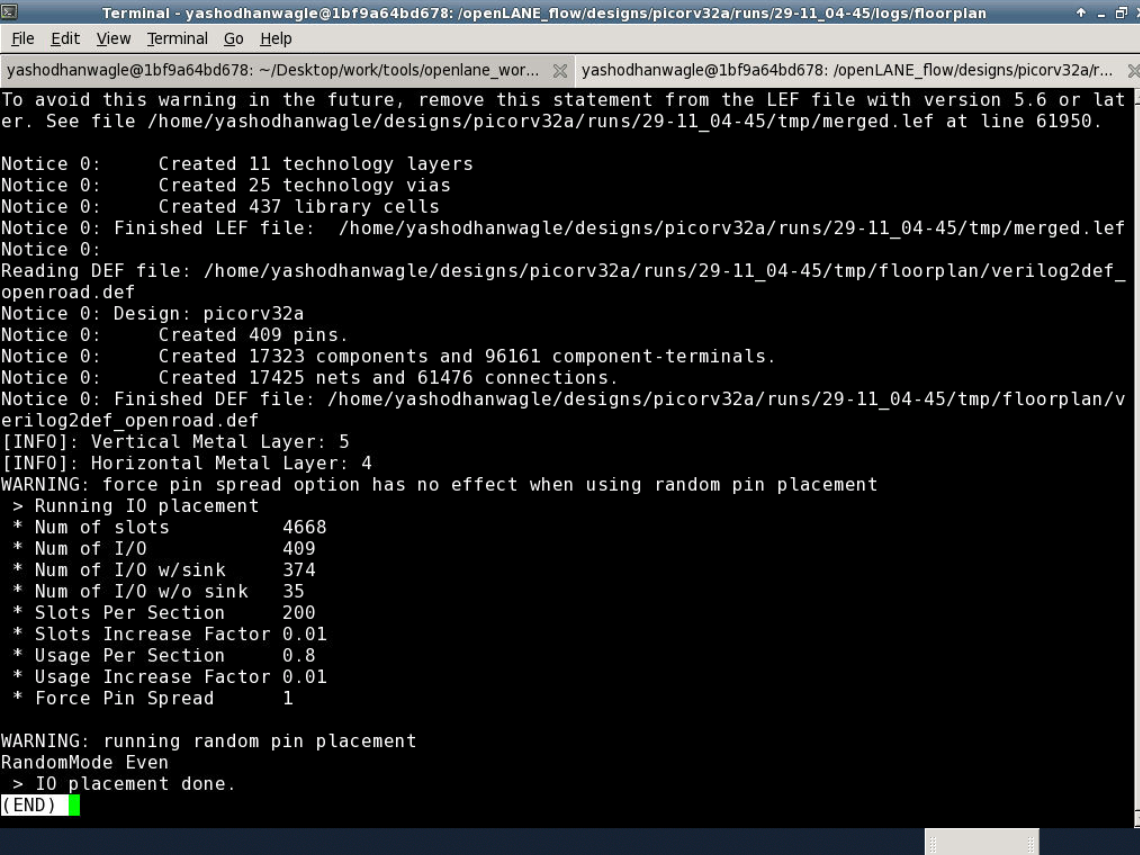 Terminal - yashodhanwagle@1bf9a64bd678: /openLANE_flow/designs/picorv32a/runs/29-11_04-45/logs/floorplan
File Edit View Terminal Go Help
yashodhanwagle@1bf9a64bd678: ~/Desktop/work/tools/openlane_wor... yashodhanwagle@1bf9a64bd678: /openLANE_flow/designs/picorv32a/r...
To avoid this warning in the future, remove this statement from the LEF file with version 5.6 or lat
er. See file /home/yashodhanwagle/designs/picorv32a/runs/29-11_04-45/tmp/merged.lef at line 61950.
Notice 0:     Created 11 technology layers
Notice 0:     Created 25 technology vias
Notice 0:     Created 437 library cells
Notice 0: Finished LEF file:  /home/yashodhanwagle/designs/picorv32a/runs/29-11_04-45/tmp/merged.lef
Notice 0:
Reading DEF file: /home/yashodhanwagle/designs/picorv32a/runs/29-11_04-45/tmp/floorplan/verilog2def_
openroad.def
Notice 0: Design: picorv32a
Notice 0:     Created 409 pins.
Notice 0:     Created 17323 components and 96161 component-terminals.
Notice 0:     Created 17425 nets and 61476 connections.
Notice 0: Finished DEF file: /home/yashodhanwagle/designs/picorv32a/runs/29-11_04-45/tmp/floorplan/v
erilog2def_openroad.def
[INFO]: Vertical Metal Layer: 5
[INFO]: Horizontal Metal Layer: 4
WARNING: force pin spread option has no effect when using random pin placement
 > Running IO placement
 * Num of slots          4668
 * Num of I/O            409
 * Num of I/O w/sink     374
 * Num of I/O w/o sink   35
 * Slots Per Section     200
 * Slots Increase Factor 0.01
 * Usage Per Section     0.8
 * Usage Increase Factor 0.01
 * Force Pin Spread      1
WARNING: running random pin placement
RandomMode Even
 > IO placement done.
(END)